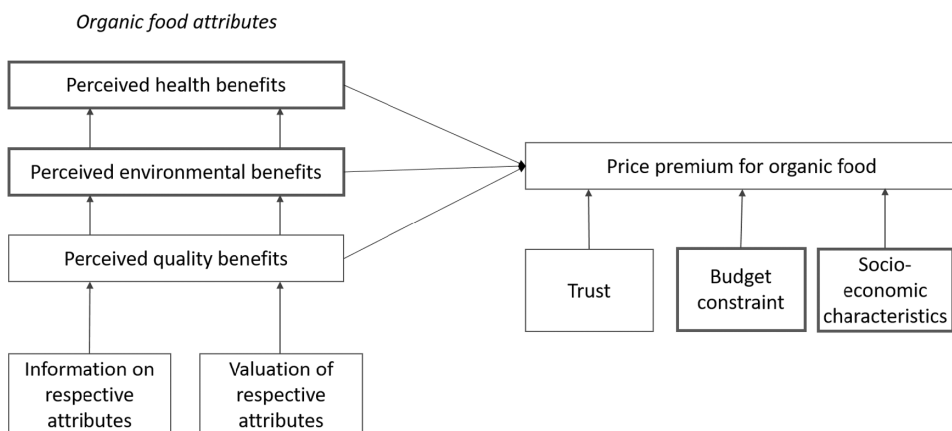 Organic food attributes
Perceived health benefits
Perceived environmental benefits
Perceived quality benefits
Information on
respective
attributes
Valuation of
respective
attributes
Price premium for organic food
Trust
Budget
constraint
Socio-
economic
characteristics